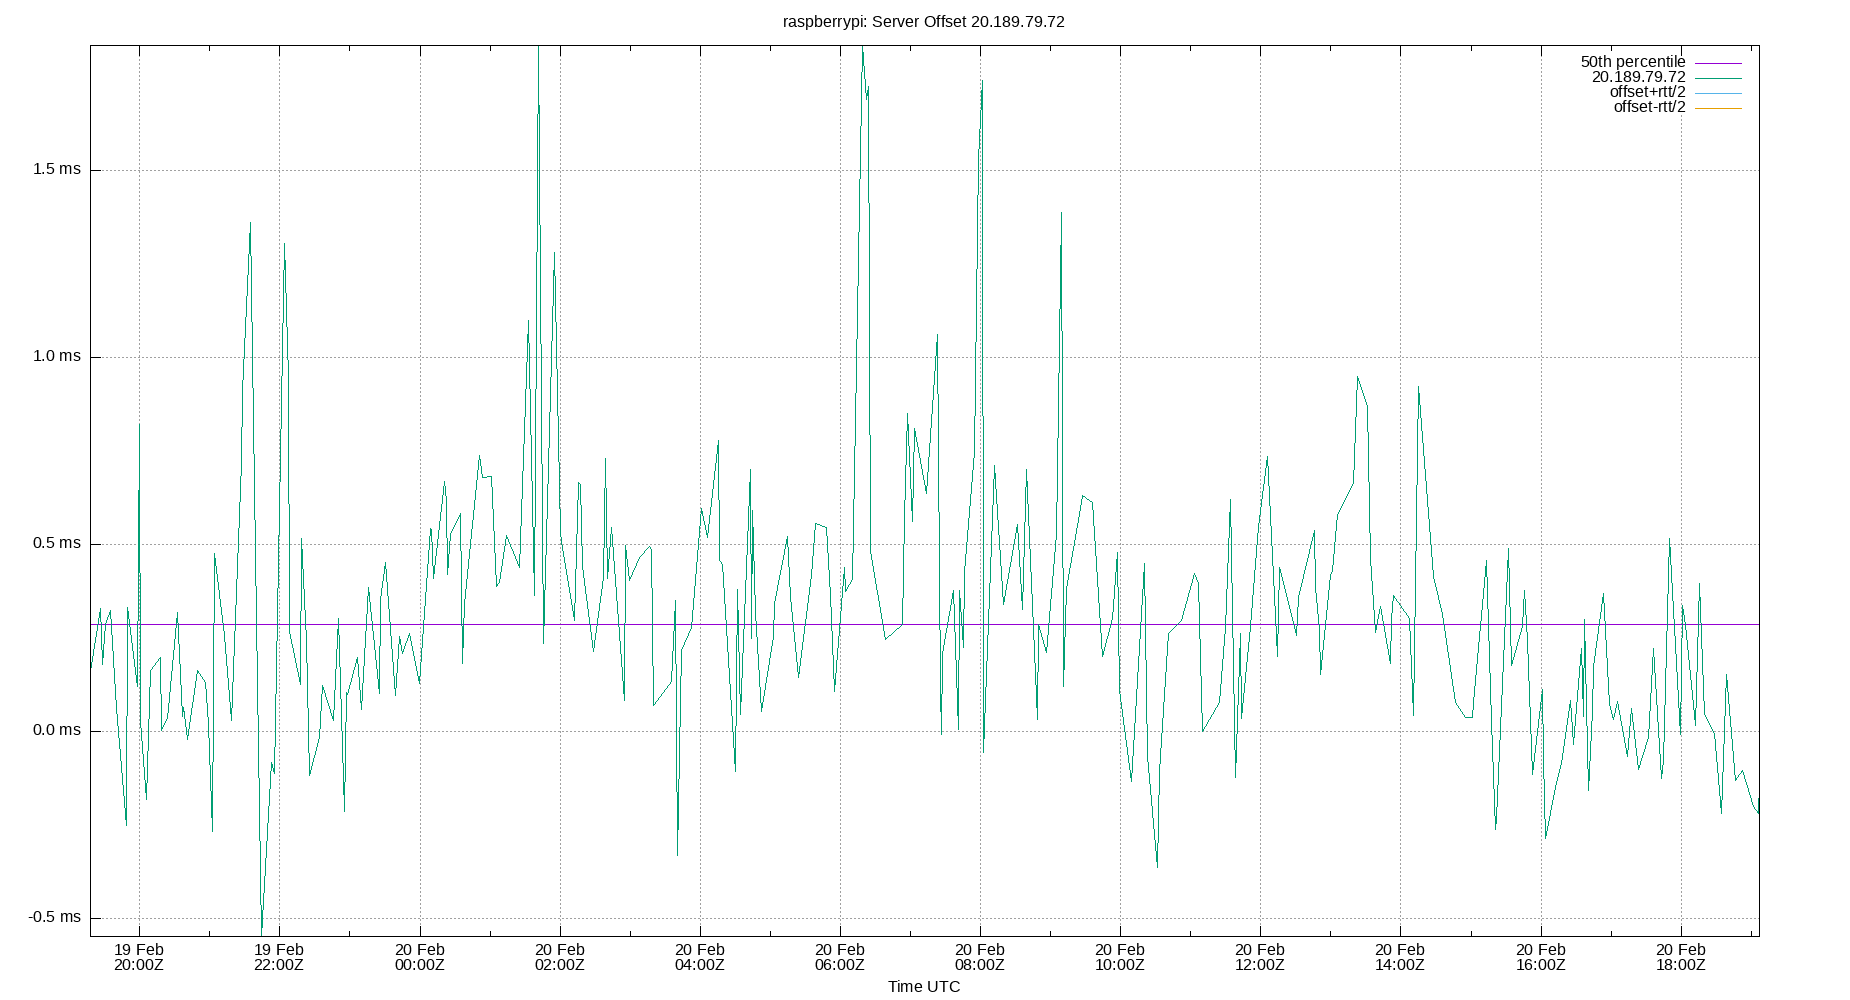 raspberrypi: Server Offset 20.189.79.72
50th percentile
20.189.79.72
offset+rtt/2
offset-rtt/2
1.5 ms
1.0 ms
0.5 ms
0.0 ms
-0.5 ms
19 Feb 19 Feb 20 Feb 20 Feb 20 Feb 20 Feb 20 Feb 20 Feb 20 Feb 20 Feb 20 Feb 20 Feb
20:00Z 22:00Z 00:00Z 02:00Z 04:00Z 06:00Z 08:00Z 10:00Z 12:00Z 14:00Z 16:00Z 18:00Z
Time UTC